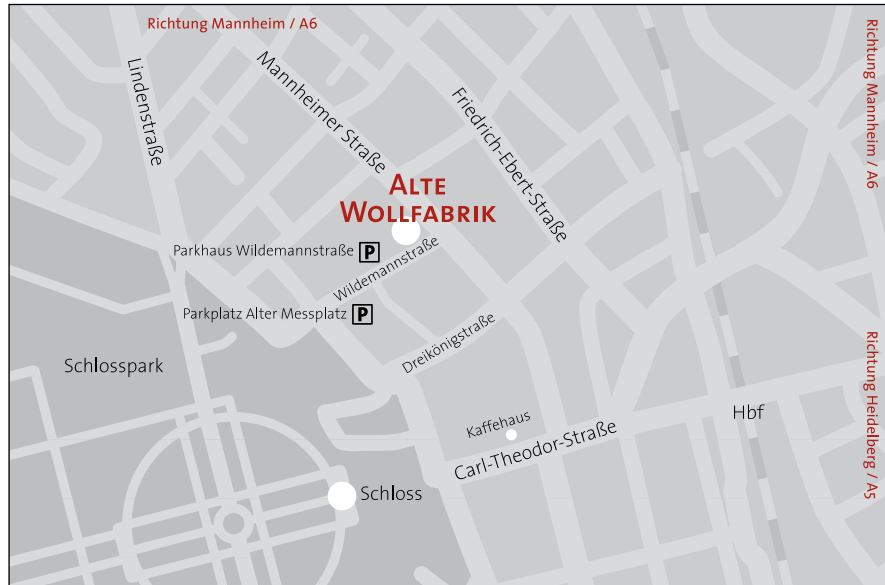 Richtung Mannheim / A6
Richtung Mannheim / A6
Lindenstraße
Mannheimer Straße
Friedrich-Ebert-Straße
Alte
Wollfabrik
Parkhaus Wildemannstraße P
Wildemannstraße
Parkplatz Alter Messplatz P
Dreikönigstraße
Schlosspark
Kaffehaus
Hbf
Carl-Theodor-Straße
Richtung Heidelberg / A5
Schloss